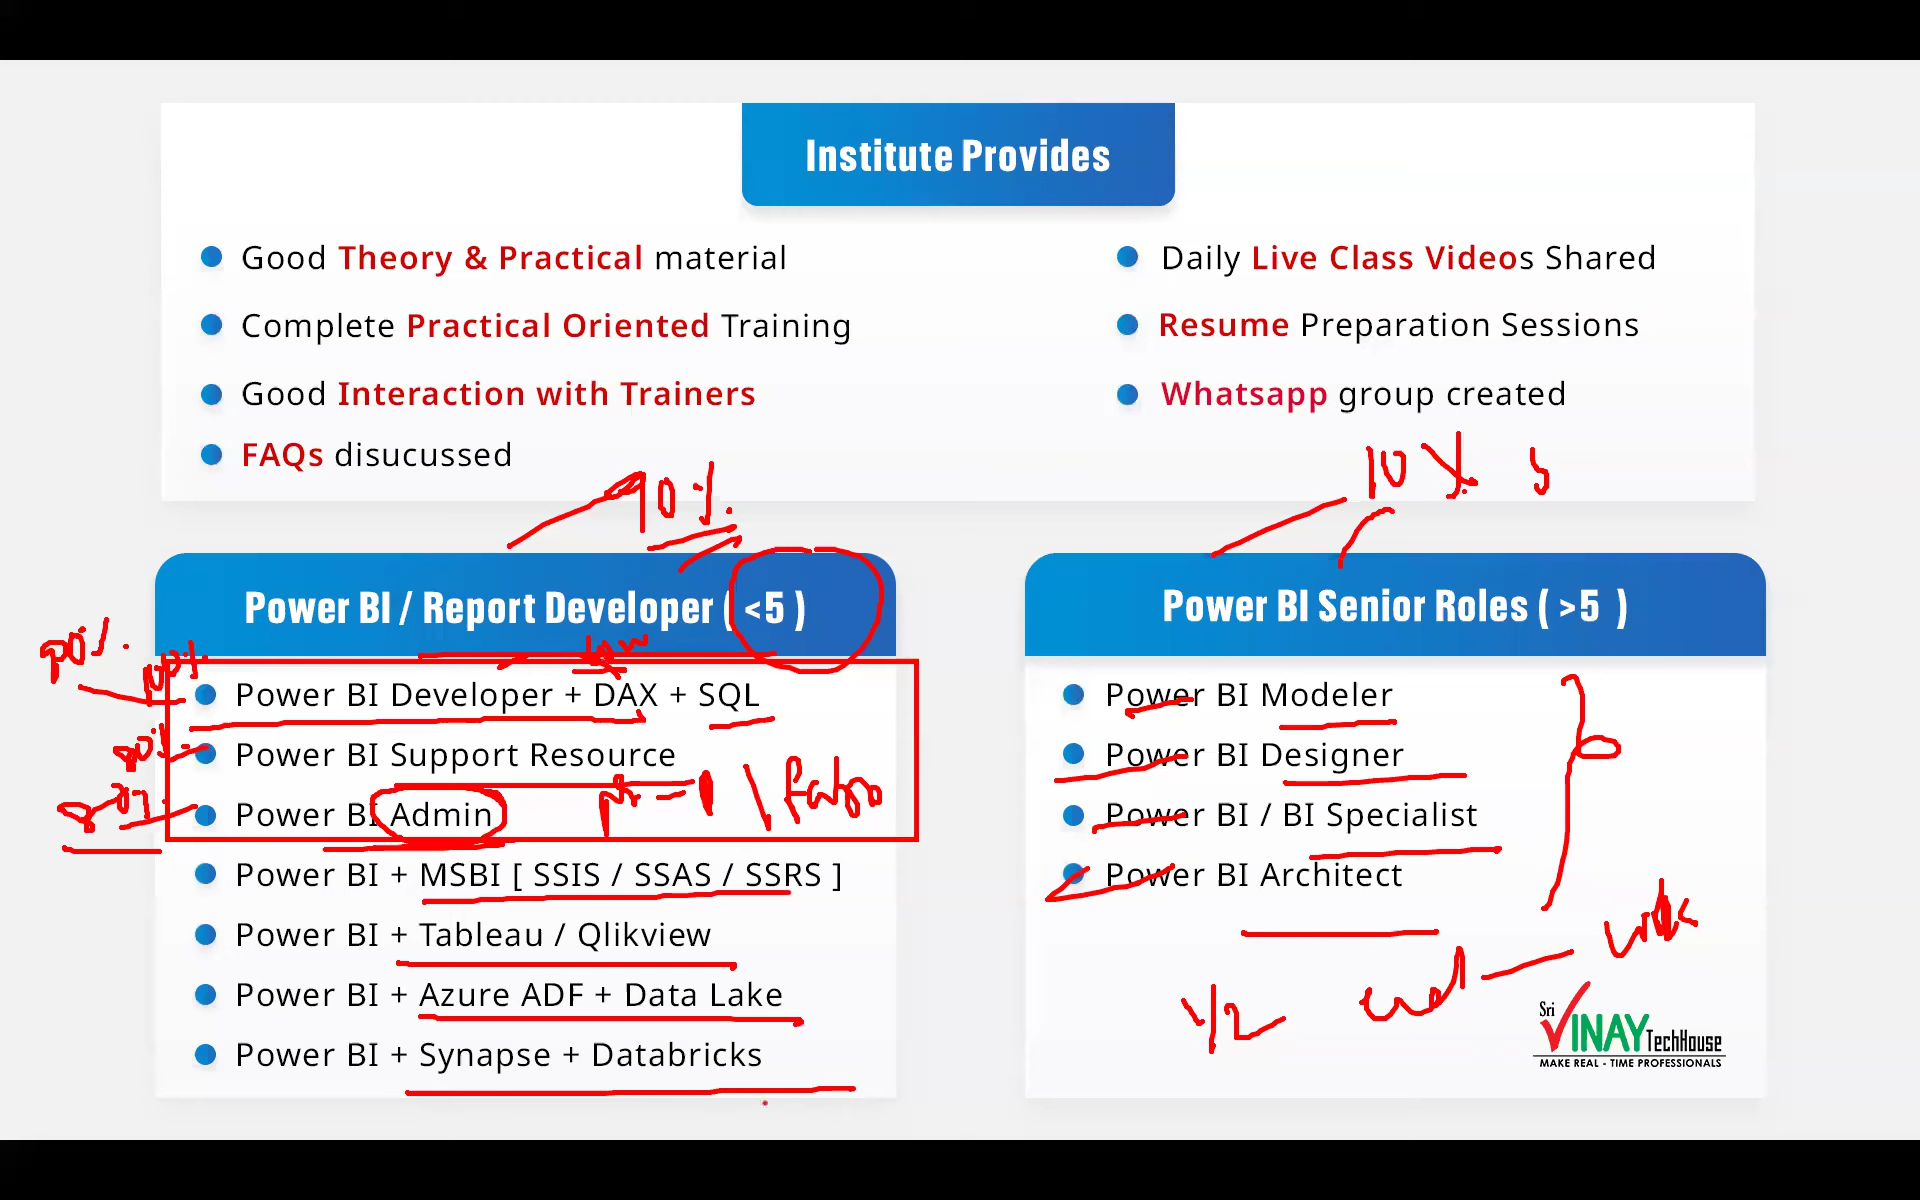 Institute Provides
Good Theory & Practical material
Complete Practical Oriented Training
Good Interaction with Trainers
FAQs disucussed
Daily Live Class Videos Shared
Resume Preparation Sessions
Whatsapp group created
90%
10%
5
Power BI / Report Developer ( <5 )
90%.
Power BI Developer + DAX + SQL
Power BI Support Resource
Power BI Admin
Power BI + MSBI [ SSIS / SSAS / SSRS ]
Power BI + Tableau / Qlikview
Power BI + Azure ADF + Data Lake
Power BI + Synapse + Databricks
Power BI Senior Roles ( >5 )
Power BI Modeler
Power BI Designer
Power BI / BI Specialist
Power BI Architect
1/2
Sri
VINAY TechHouse
MAKE REAL - TIME PROFESSIONALS